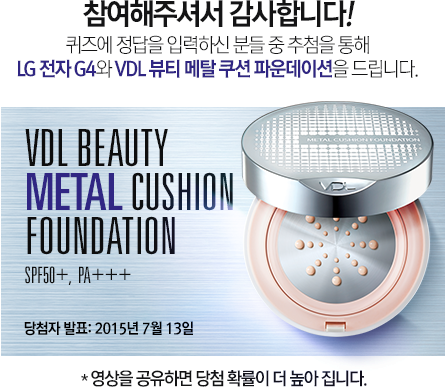 참여해주셔서 감사합니다!
퀴즈에 정답을 입력하신 분들 중 추첨을 통해
LG 전자 G4와 VDL 뷰티 메탈 쿠션 파운데이션을 드립니다.
METAL CUSHION FOUNDATION
VDL
VDL BEAUTY
METAL CUSHION
FOUNDATION
SPF50+, PA+++
당첨자 발표: 2015년 7월 13일
* 영상을 공유하면 당첨 확률이 더 높아 집니다.